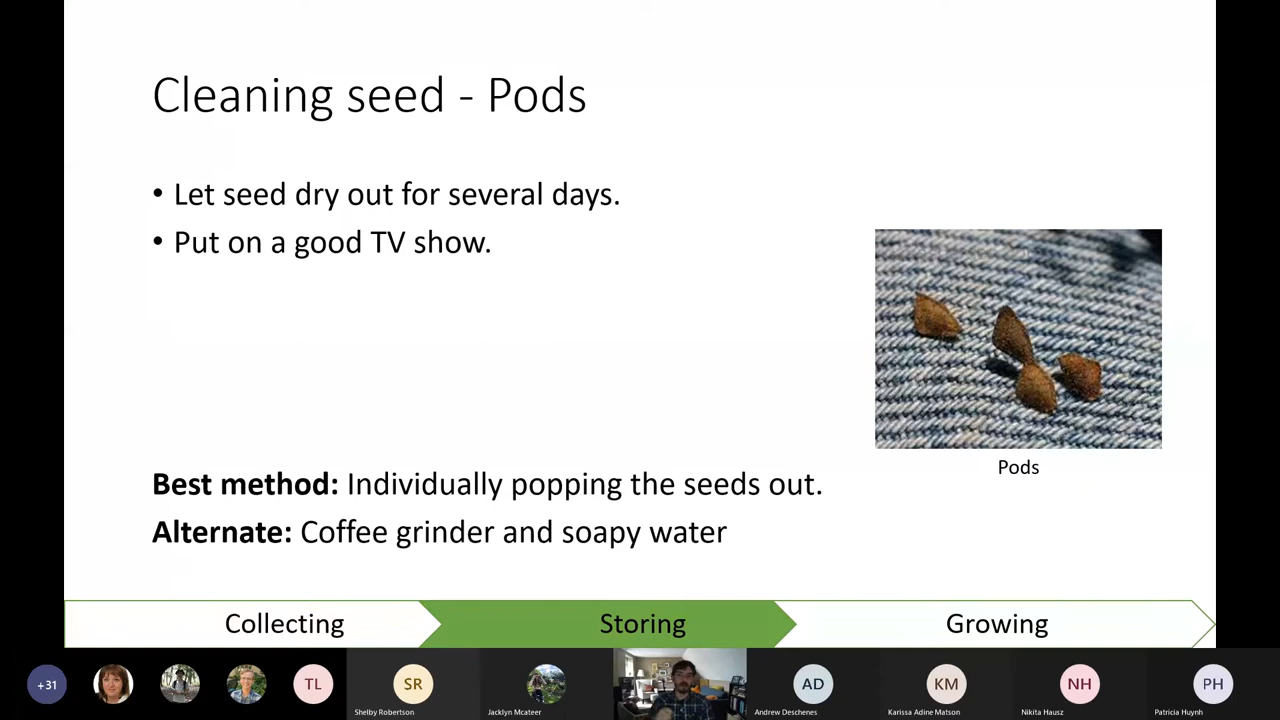 Cleaning seed - Pods
• Let seed dry out for several days.
• Put on a good TV show.
Pods
Best method: Individually popping the seeds out.
Alternate: Coffee grinder and soapy water
Collecting Storing Growing
+31 TL SR AD KM NH PH
Shelby Robertson Jacklyn Mcateer Andrew Deschenes Karissa Adine Matson Nikita Hausz Patricia Huynh